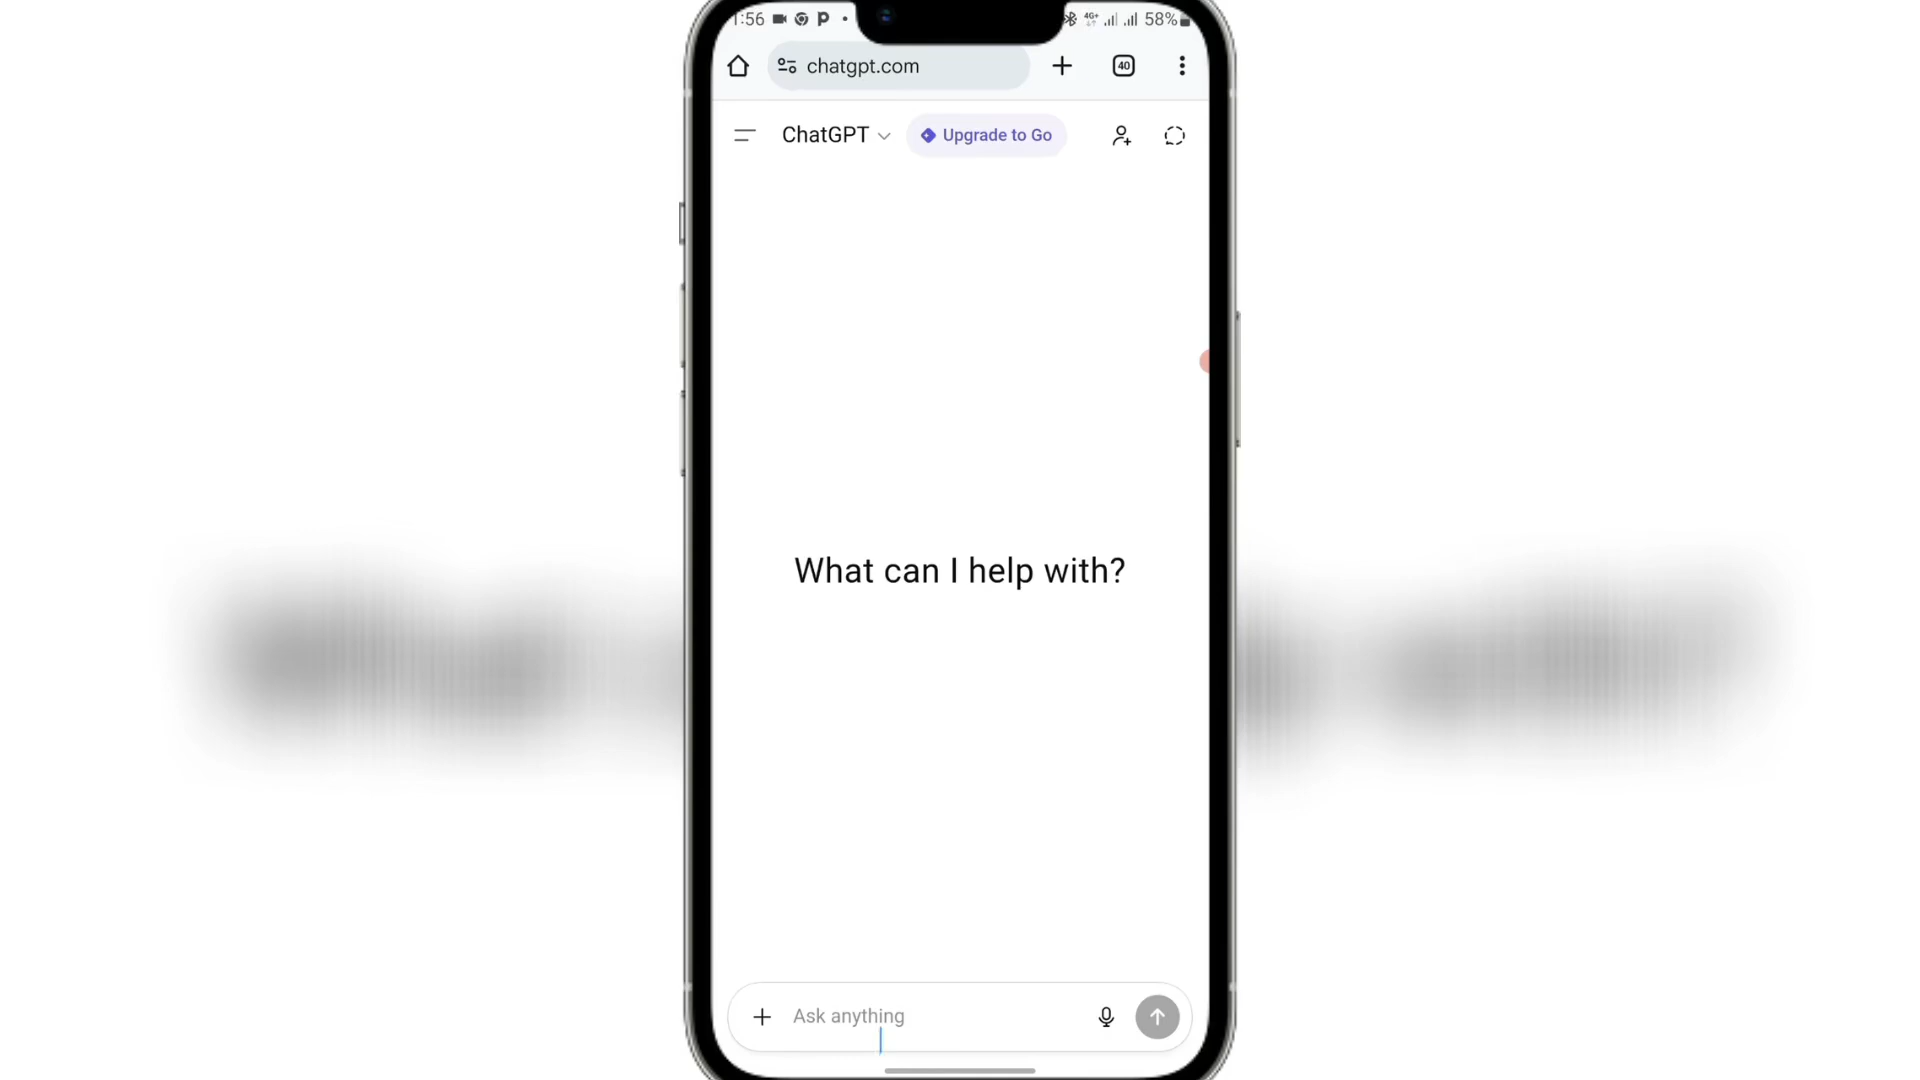 1:56 58%
chatgpt.com 40
ChatGPT Upgrade to Go
What can I help with?
Ask anything